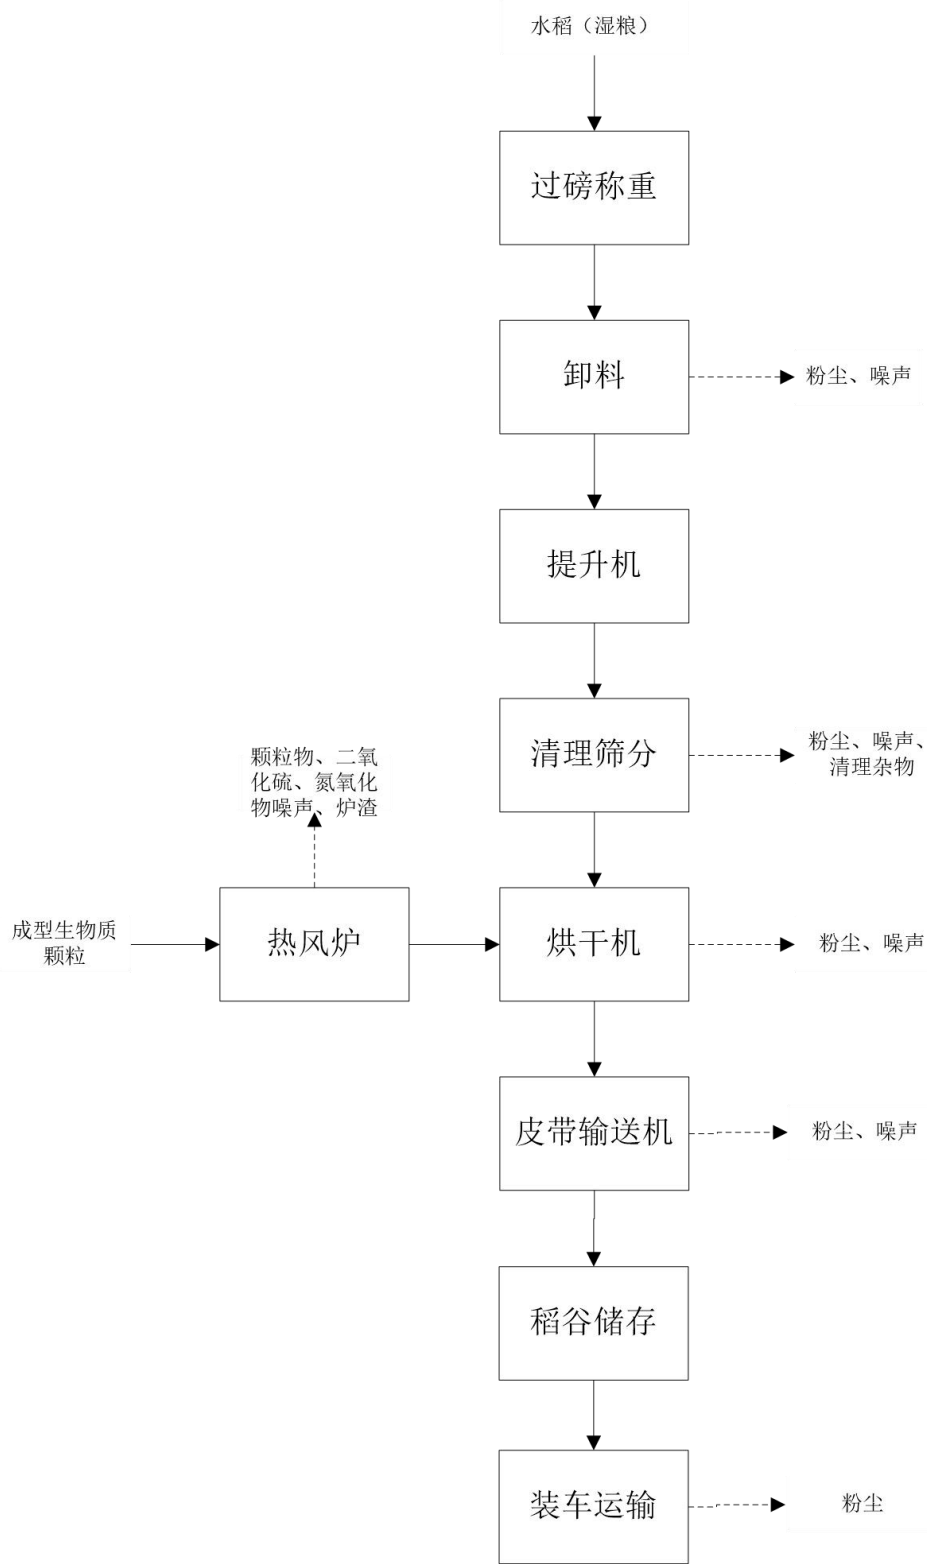 水稻（湿粮）
过磅称重
卸料
粉尘、噪声
提升机
清理筛分
粉尘、噪声、
清理杂物
颗粒物、二氧
化硫、氮氧化
物噪声、炉渣
成型生物质
颗粒
热风炉
烘干机
粉尘、噪声
皮带输送机
粉尘、噪声
稻谷储存
装车运输
粉尘